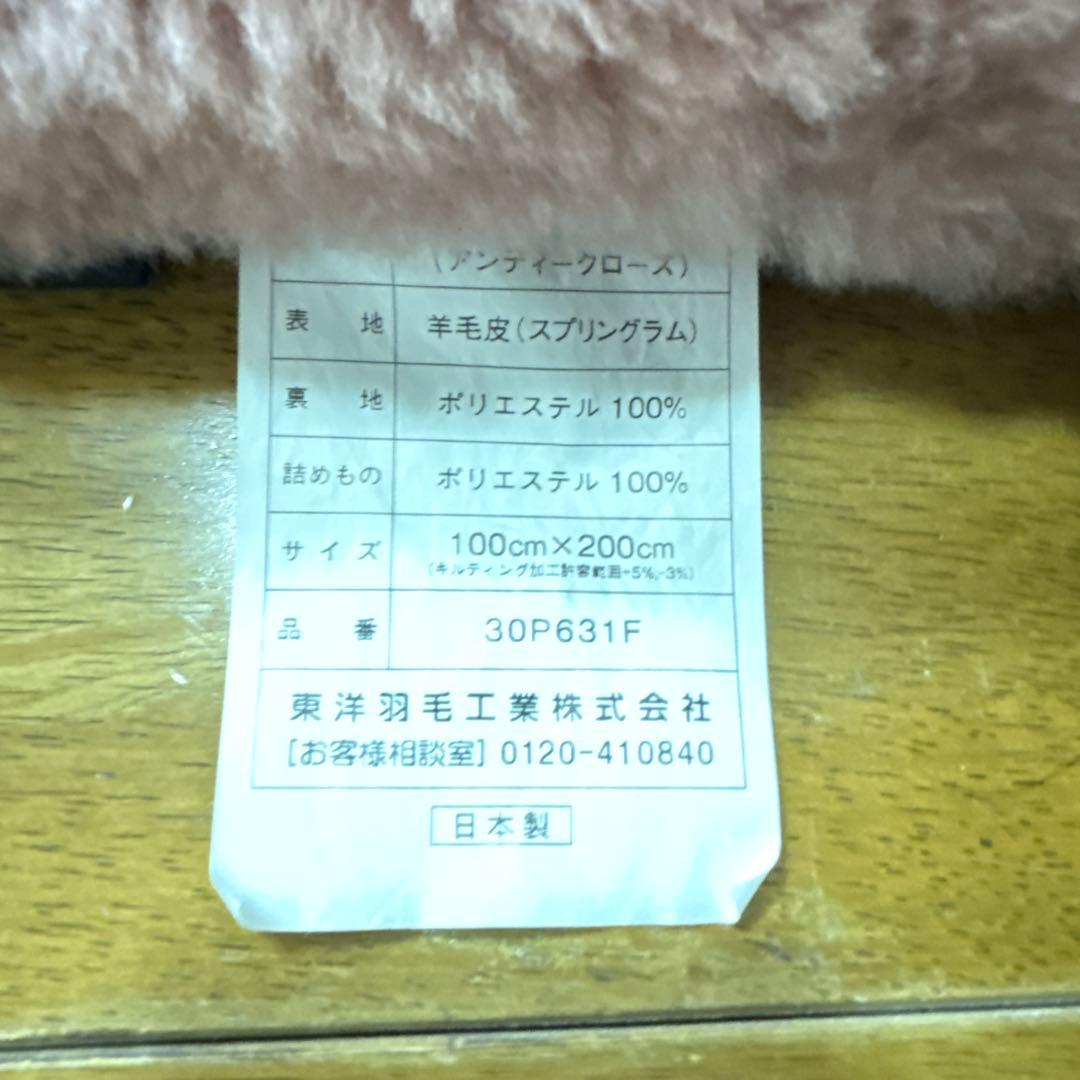 (アンティークローズ)
表地 羊毛皮(スプリングラム)
裏地 ポリエステル 100%
詰めもの ポリエステル 100%
サイズ 100cm×200cm
(キルティング加工許容範囲+5%,-3%)
品番 30P631F
東洋羽毛工業株式会社
[お客様相談室] 0120-410840
日本製